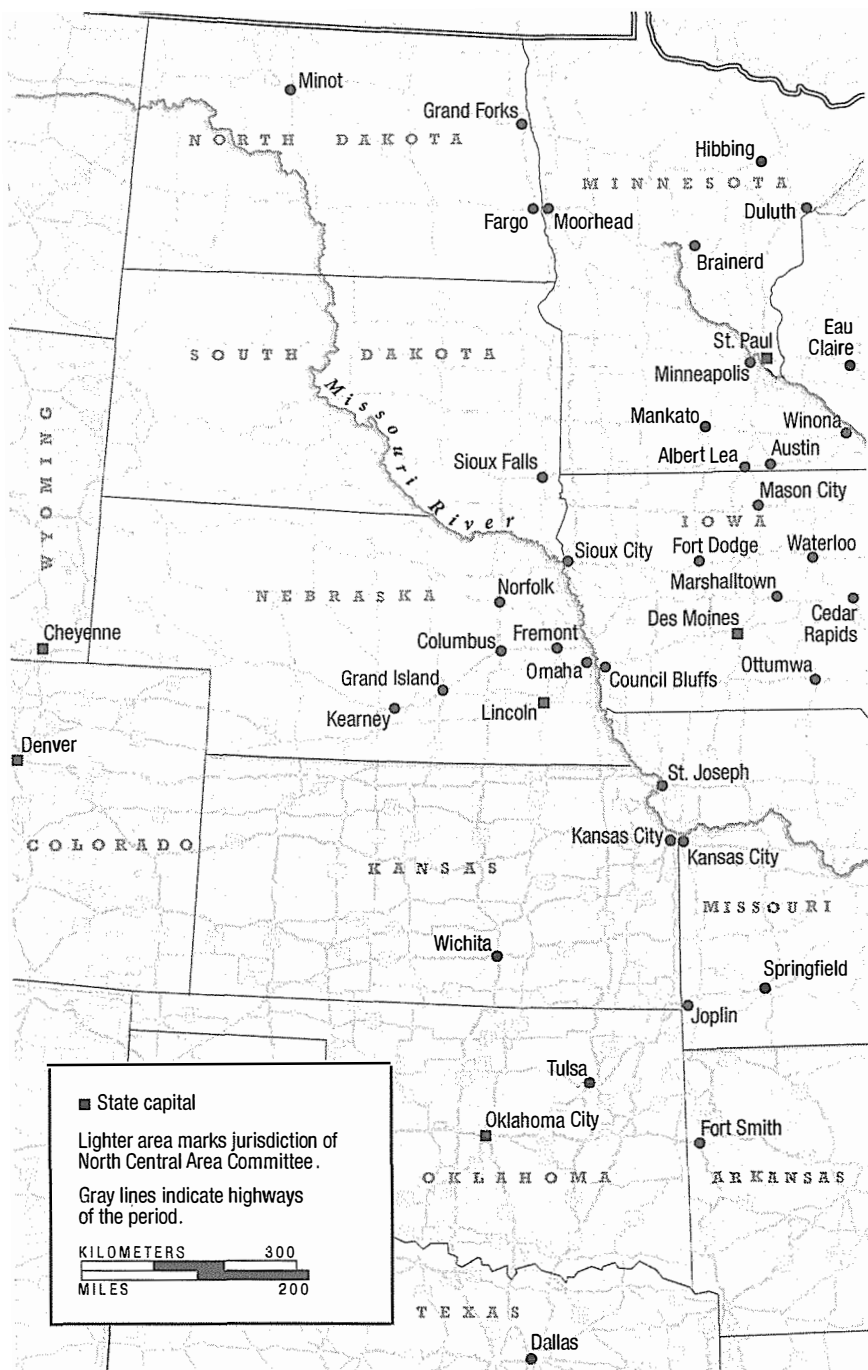 Minot
Grand Forks
NORTH DAKOTA
Hibbing
MINNESOTA
Fargo
Moorhead
Duluth
Brainerd
SOUTH DAKOTA
St. Paul
Eau
Claire
Minneapolis
Missouri River
WYOMING
Mankato
Winona
Albert Lea
Austin
Sioux Falls
Mason City
IOWA
Sioux City
Fort Dodge
Waterloo
NEBRASKA
Norfolk
Marshalltown
Cheyenne
Columbus
Fremont
Des Moines
Cedar
Rapids
Omaha
Council Bluffs
Ottumwa
Grand Island
Kearney
Lincoln
Denver
St. Joseph
COLORADO
Kansas City
Kansas City
KANSAS
MISSOURI
Wichita
Springfield
Joplin
Tulsa
State capital
Oklahoma City
Fort Smith
Lighter area marks jurisdiction of
North Central Area Committee.
OKLAHOMA
ARKANSAS
Gray lines indicate highways
of the period.
KILOMETERS 300
MILES 200
TEXAS
Dallas